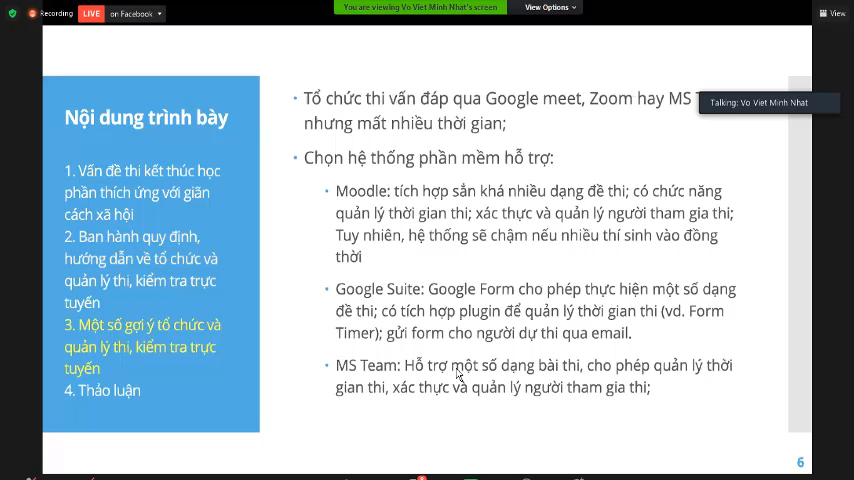 Recording
LIVE
on Facebook
You are viewing Vo Viet Minh Nhat's screen
View Options
View
Talking: Vo Viet Minh Nhat
Nội dung trình bày
1. Vấn đề thi kết thúc học
phần thích ứng với giãn
cách xã hội
2. Ban hành quy định,
hướng dẫn về tổ chức và
quản lý thi, kiểm tra trực
tuyến
3. Một số gợi ý tổ chức và
quản lý thi, kiểm tra trực
tuyến
4. Thảo luận
• Tổ chức thi vấn đáp qua Google meet, Zoom hay MS
nhưng mất nhiều thời gian;
• Chọn hệ thống phần mềm hỗ trợ:
• Moodle: tích hợp sẳn khá nhiều dạng đề thi; có chức năng
quản lý thời gian thi; xác thực và quản lý người tham gia thi;
Tuy nhiên, hệ thống sẽ chậm nếu nhiều thí sinh vào đồng
thời
• Google Suite: Google Form cho phép thực hiện một số dạng
đề thi; có tích hợp plugin để quản lý thời gian thi (vd. Form
Timer); gửi form cho người dự thi qua email.
• MS Team: Hỗ trợ một số dạng bài thi, cho phép quản lý thời
gian thi, xác thực và quản lý người tham gia thi;
6